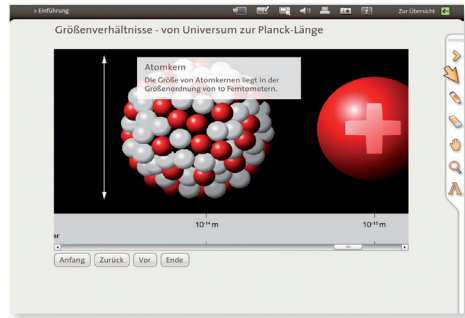 > Einführung
Zur Übersicht
Größenverhältnisse - von Universum zur Planck-Länge
Atomkern
Die Größe von Atomkernen liegt in der
Größenordnung von 10 Femtometern.
10⁻¹⁴ m
10⁻¹⁵ m
er
Anfang
Zurück
Vor
Ende
A